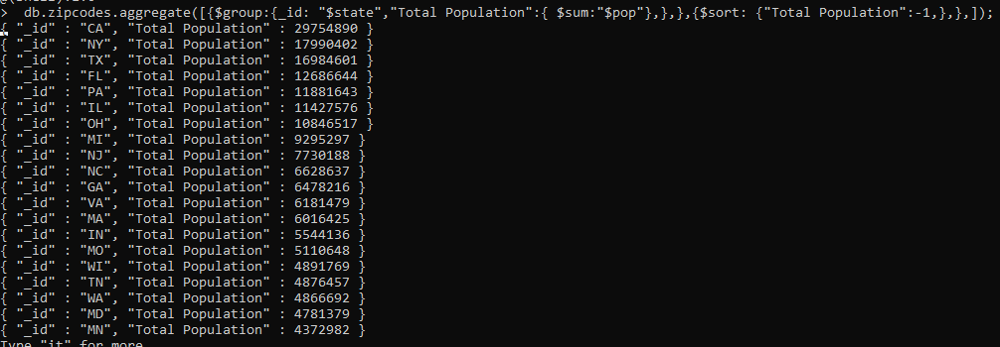 > db.zipcodes.aggregate([{$group:{_id: "$state","Total Population":{ $sum:"$pop"},},},{$sort: {"Total Population":-1,},},]);
{ "_id" : "CA", "Total Population" : 29754890 }
{ "_id" : "NY", "Total Population" : 17990402 }
{ "_id" : "TX", "Total Population" : 16984601 }
{ "_id" : "FL", "Total Population" : 12686644 }
{ "_id" : "PA", "Total Population" : 11881643 }
{ "_id" : "IL", "Total Population" : 11427576 }
{ "_id" : "OH", "Total Population" : 10846517 }
{ "_id" : "MI", "Total Population" : 9295297 }
{ "_id" : "NJ", "Total Population" : 7730188 }
{ "_id" : "NC", "Total Population" : 6628637 }
{ "_id" : "GA", "Total Population" : 6478216 }
{ "_id" : "VA", "Total Population" : 6181479 }
{ "_id" : "MA", "Total Population" : 6016425 }
{ "_id" : "IN", "Total Population" : 5544136 }
{ "_id" : "MO", "Total Population" : 5110648 }
{ "_id" : "WI", "Total Population" : 4891769 }
{ "_id" : "TN", "Total Population" : 4876457 }
{ "_id" : "WA", "Total Population" : 4866692 }
{ "_id" : "MD", "Total Population" : 4781379 }
{ "_id" : "MN", "Total Population" : 4372982 }
Type "it" for more